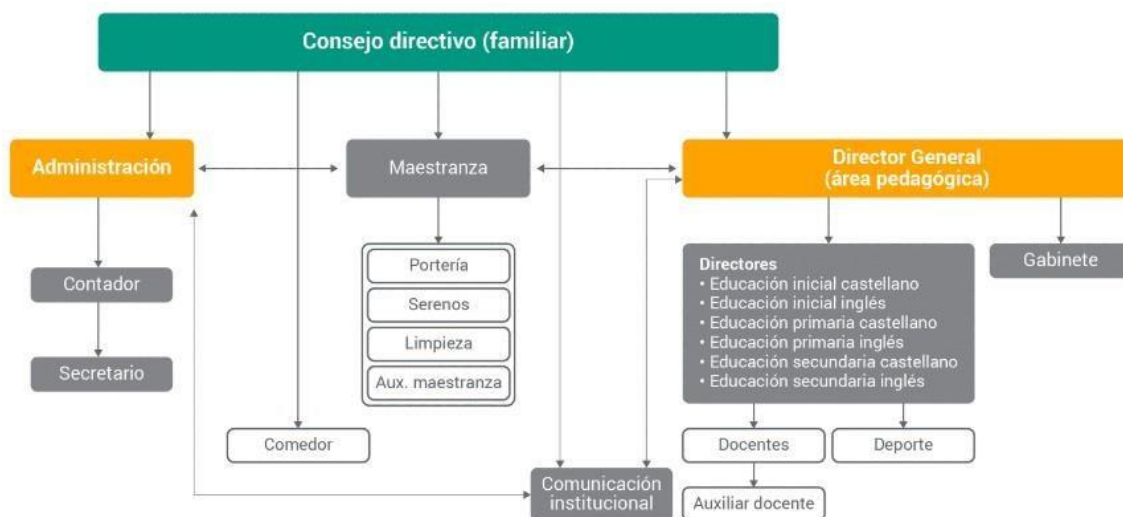 Consejo directivo (familiar)
Administración
Maestranza
Director General
(área pedagógica)
Contador
Secretario
Portería
Serenos
Limpieza
Aux. maestranza
Comedor
Directores
• Educación inicial castellano
• Educación inicial inglés
• Educación primaria castellano
• Educación primaria inglés
• Educación secundaria castellano
• Educación secundaria inglés
Gabinete
Docentes
Deporte
Comunicación
institucional
Auxiliar docente